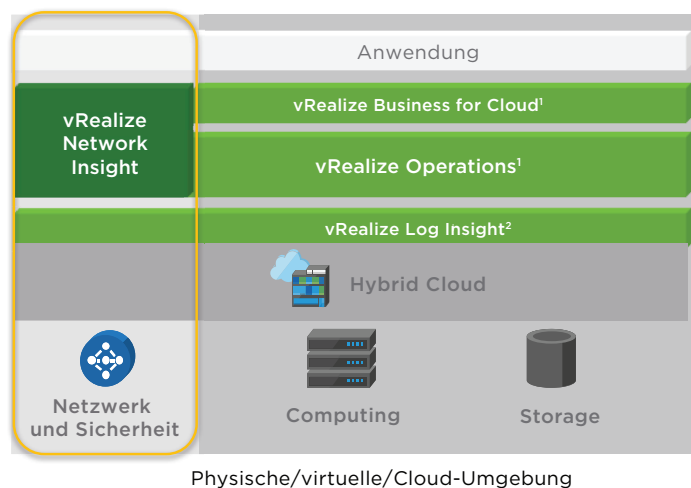 Anwendung
vRealize Business for Cloud¹
vRealize
Network
Insight
vRealize Operations¹
vRealize Log Insight²
Hybrid Cloud
Netzwerk
und Sicherheit
Computing
Storage
Physische/virtuelle/Cloud-Umgebung